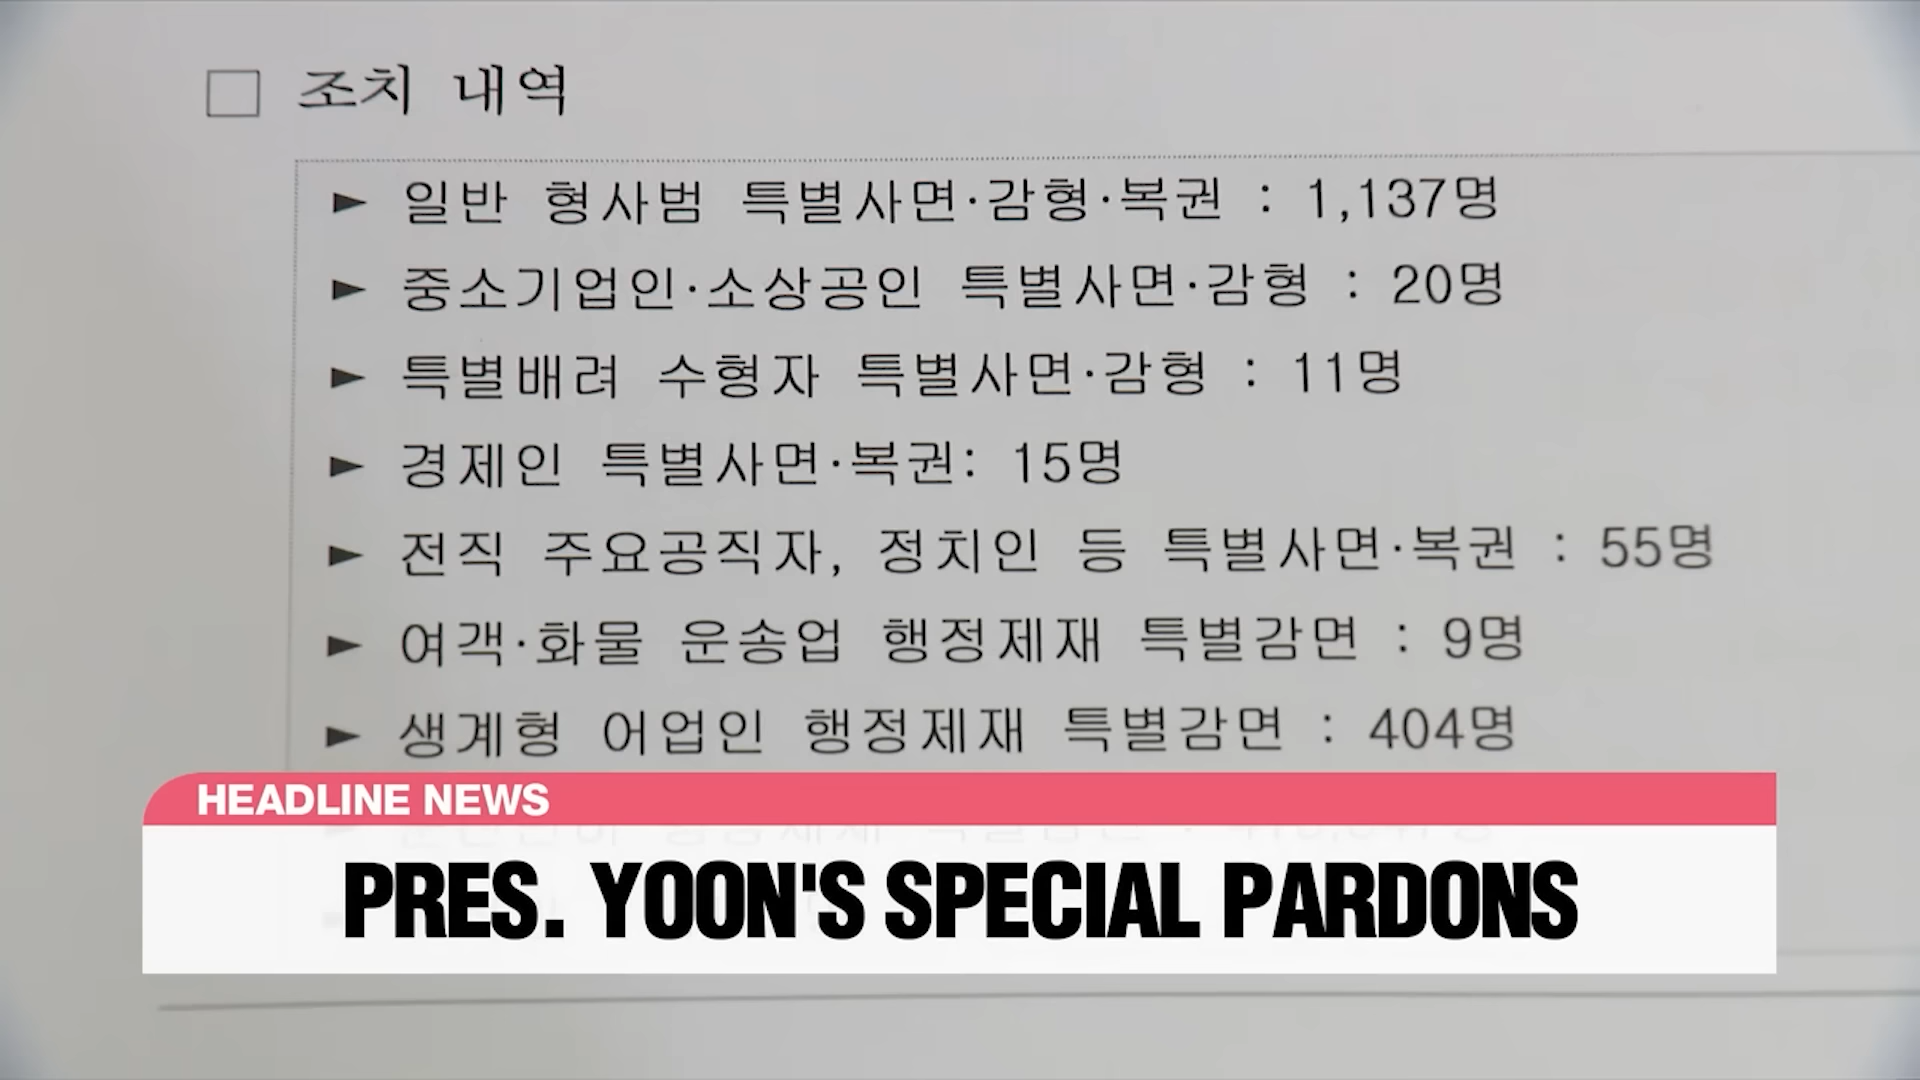 □ 조치 내역
► 일반 형사범 특별사면·감형·복권 : 1,137명
► 중소기업인·소상공인 특별사면·감형 : 20명
► 특별배려 수형자 특별사면·감형 : 11명
► 경제인 특별사면·복권: 15명
► 전직 주요공직자, 정치인 등 특별사면·복권 : 55명
► 여객·화물 운송업 행정제재 특별감면 : 9명
► 생계형 어업인 행정제재 특별감면 : 404명
HEADLINE NEWS
PRES. YOON'S SPECIAL PARDONS